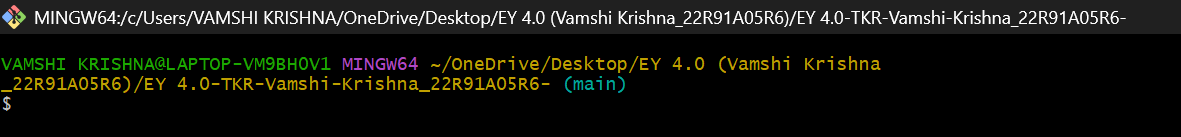 MINGW64:/c/Users/VAMSHI KRISHNA/OneDrive/Desktop/EY 4.0 (Vamshi Krishna_22R91A05R6)/EY 4.0-TKR-Vamshi-Krishna_22R91A05R6-
VAMSHI KRISHNA@LAPTOP-VM9BH0V1 MINGW64 ~/OneDrive/Desktop/EY 4.0 (Vamshi Krishna
_22R91A05R6)/EY 4.0-TKR-Vamshi-Krishna_22R91A05R6- (main)
$